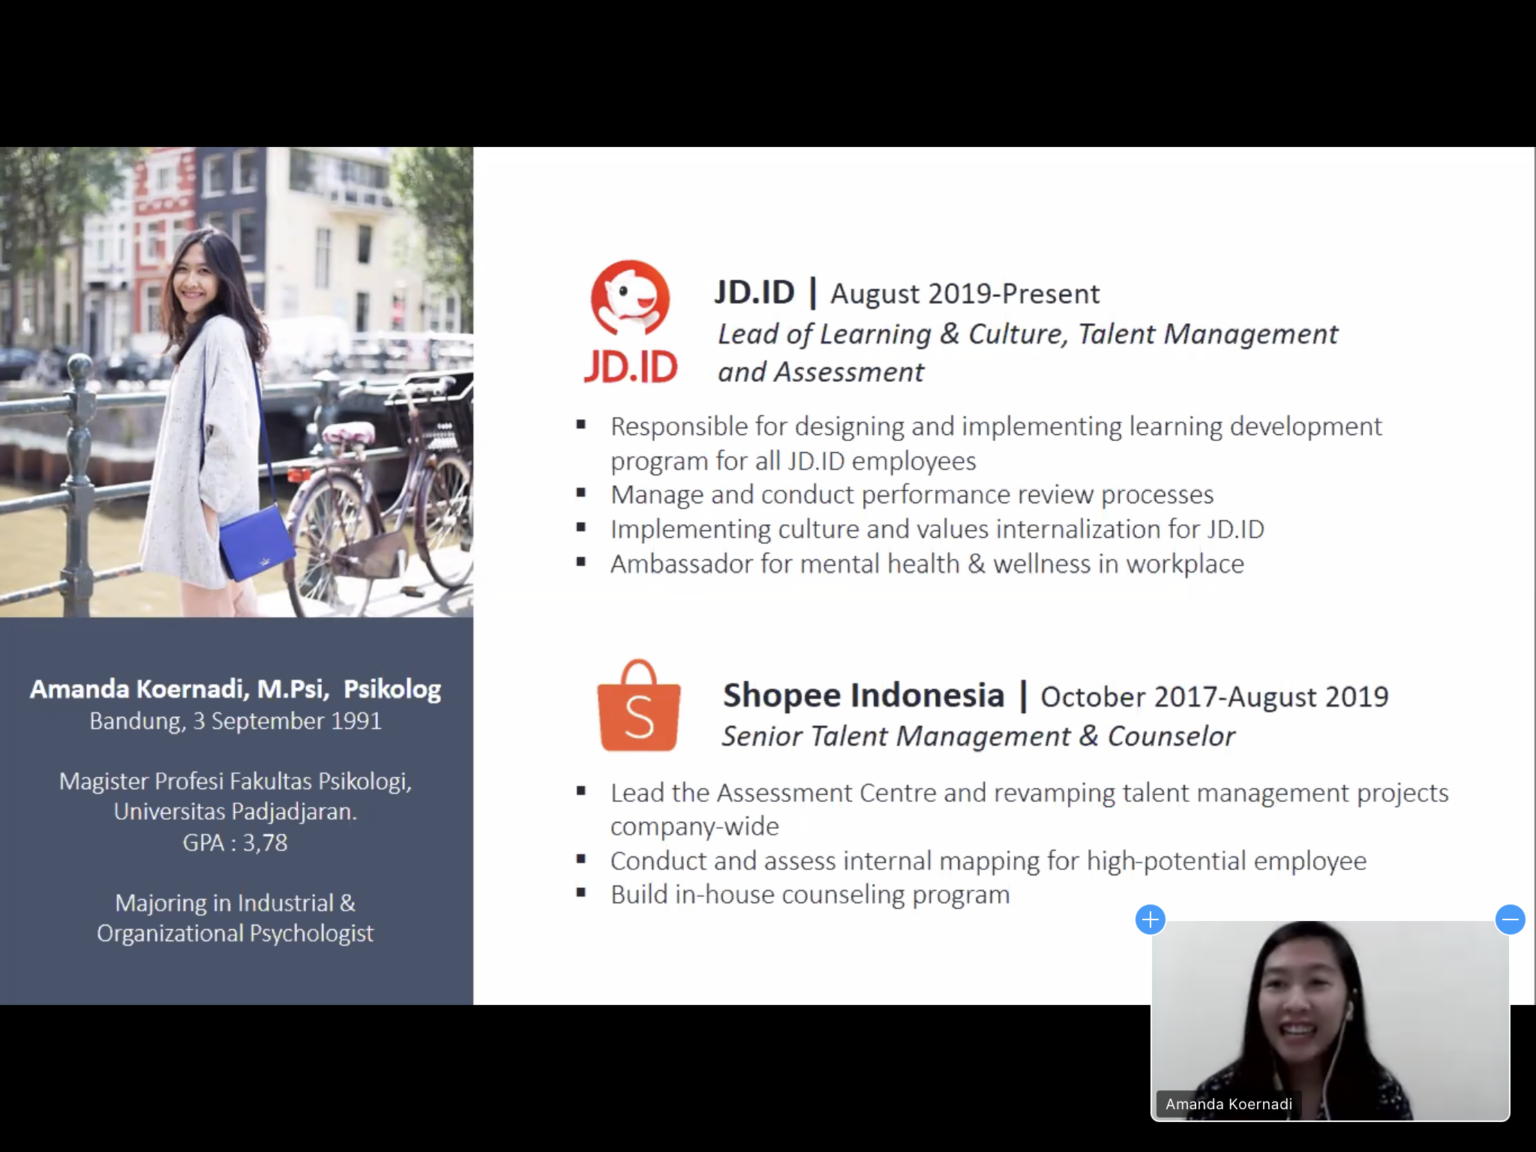 Amanda Koernadi, M.Psi,  Psikolog
Bandung, 3 September 1991
Magister Profesi Fakultas Psikologi,
Universitas Padjadjaran.
GPA : 3,78
Majoring in Industrial &
Organizational Psychologist
JD.ID
JD.ID | August 2019-Present
Lead of Learning & Culture, Talent Management
and Assessment
▪ Responsible for designing and implementing learning development
program for all JD.ID employees
▪ Manage and conduct performance review processes
▪ Implementing culture and values internalization for JD.ID
▪ Ambassador for mental health & wellness in workplace
S
Shopee Indonesia | October 2017-August 2019
Senior Talent Management & Counselor
▪ Lead the Assessment Centre and revamping talent management projects
company-wide
▪ Conduct and assess internal mapping for high-potential employee
▪ Build in-house counseling program
Amanda Koernadi